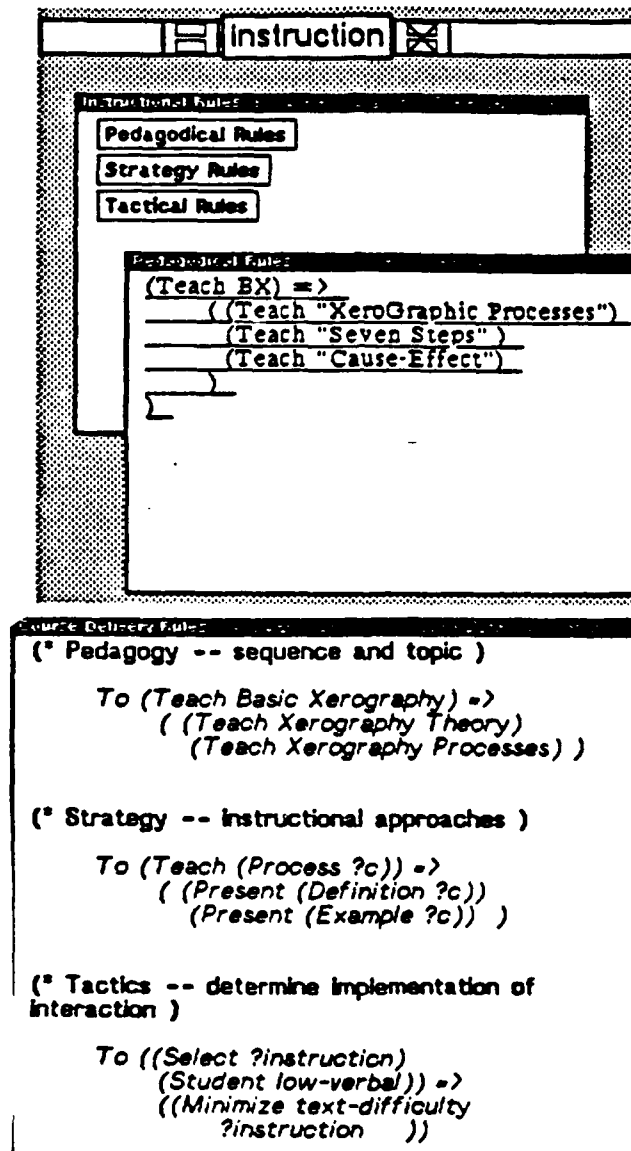 instruction
Instructional Rules
Pedagodical Rules
Strategy Rules
Tactical Rules
Pedagogical Rules
(Teach BX) =>
( (Teach "XeroGraphic Processes")
(Teach "Seven Steps" )
(Teach "Cause-Effect")
)
)
Course Delivery Rules
(* Pedagogy -- sequence and topic )
To (Teach Basic Xerography) =>
( (Teach Xerography Theory)
(Teach Xerography Processes) )
(* Strategy -- instructional approaches )
To (Teach (Process ?c)) =>
( (Present (Definition ?c))
(Present (Example ?c)) )
(* Tactics -- determine implementation of
interaction )
To ((Select ?instruction)
(Student low-verbal)) =>
((Minimize text-difficulty
?instruction ))